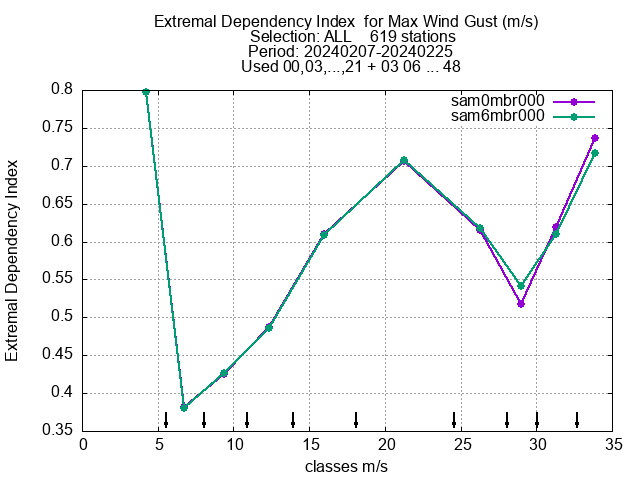 Extremal Dependency Index  for Max Wind Gust (m/s)
Selection: ALL    619 stations
Period: 20240207-20240225
Used 00,03,...,21 + 03 06 ... 48
sam0mbr000
sam6mbr000
0.8
0.75
0.7
0.65
0.6
0.55
0.5
0.45
0.4
0.35
Extremal Dependency Index
0 5 10 15 20 25 30 35
classes m/s